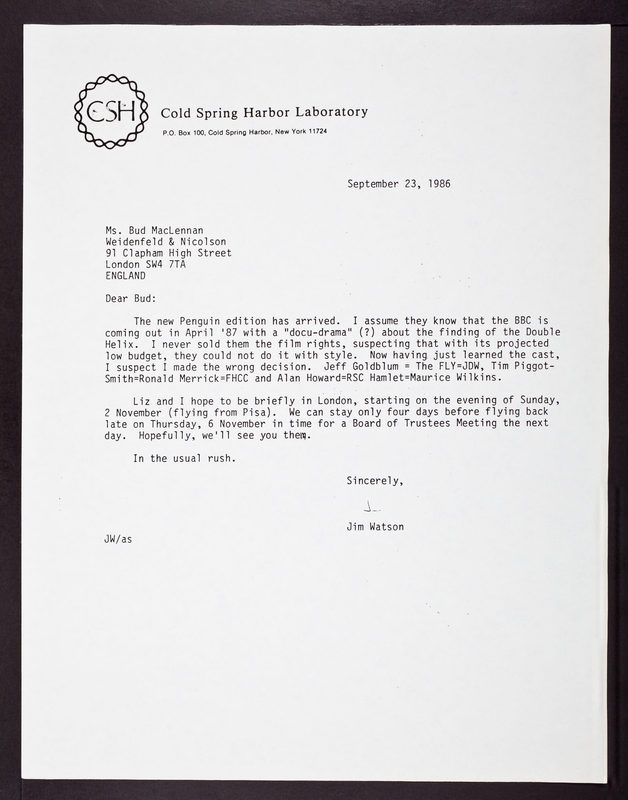 CSH
Cold Spring Harbor Laboratory
P.O. Box 100, Cold Spring Harbor, New York 11724
September 23, 1986
Ms. Bud MacLennan
Weidenfeld & Nicolson
91 Clapham High Street
London SW4 7TA
ENGLAND
Dear Bud:
The new Penguin edition has arrived. I assume they know that the BBC is
coming out in April '87 with a "docu-drama" (?) about the finding of the Double
Helix. I never sold them the film rights, suspecting that with its projected
low budget, they could not do it with style. Now having just learned the cast,
I suspect I made the wrong decision. Jeff Goldblum = The FLY=JDW, Tim Piggot-
Smith=Ronald Merrick=FHCC and Alan Howard=RSC Hamlet=Maurice Wilkins.
Liz and I hope to be briefly in London, starting on the evening of Sunday,
2 November (flying from Pisa). We can stay only four days before flying back
late on Thursday, 6 November in time for a Board of Trustees Meeting the next
day. Hopefully, we'll see you then.
In the usual rush.
Sincerely,
J
Jim Watson
JW/as